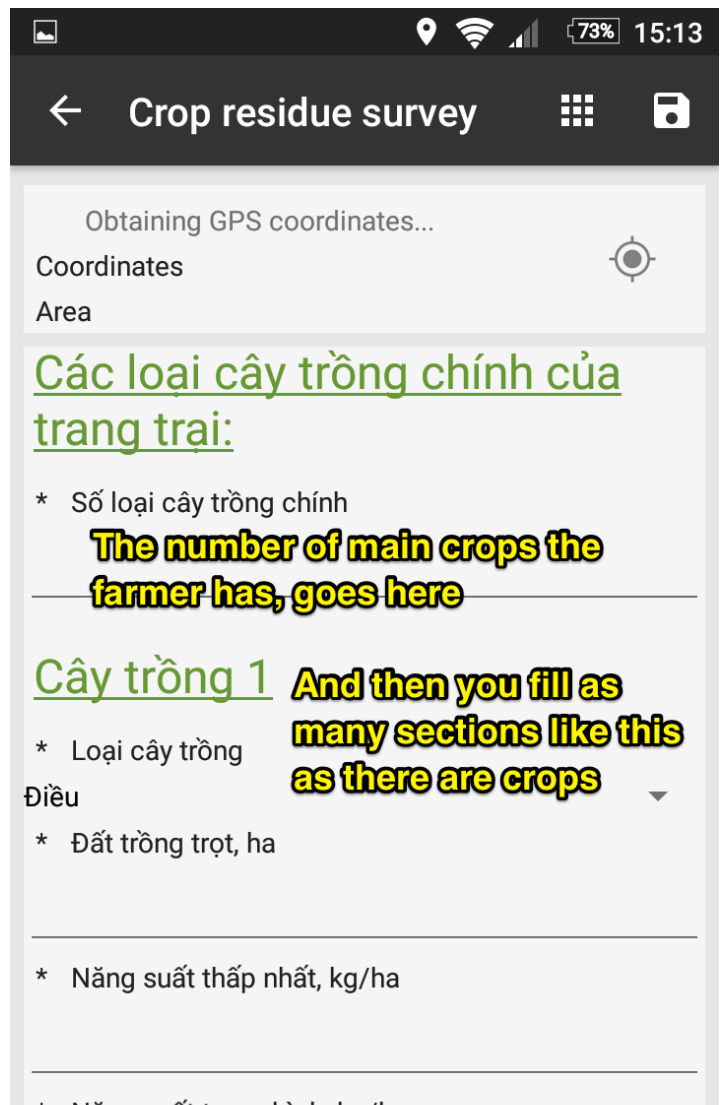 73% 15:13
Crop residue survey
Obtaining GPS coordinates...
Coordinates
Area
Các loại cây trồng chính của
trang trại:
* Số loại cây trồng chính
The number of main crops the
farmer has, goes here
Cây trồng 1
And then you fill as
many sections like this
as there are crops
* Loại cây trồng
Điều
* Đất trồng trọt, ha
* Năng suất thấp nhất, kg/ha